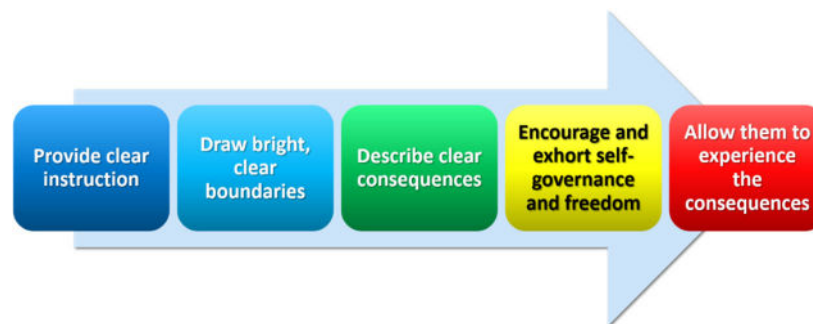 Provide clear
instruction
Draw bright,
clear
boundaries
Describe clear
consequences
Encourage and
exhort self-
governance
and freedom
Allow them to
experience
the
consequences